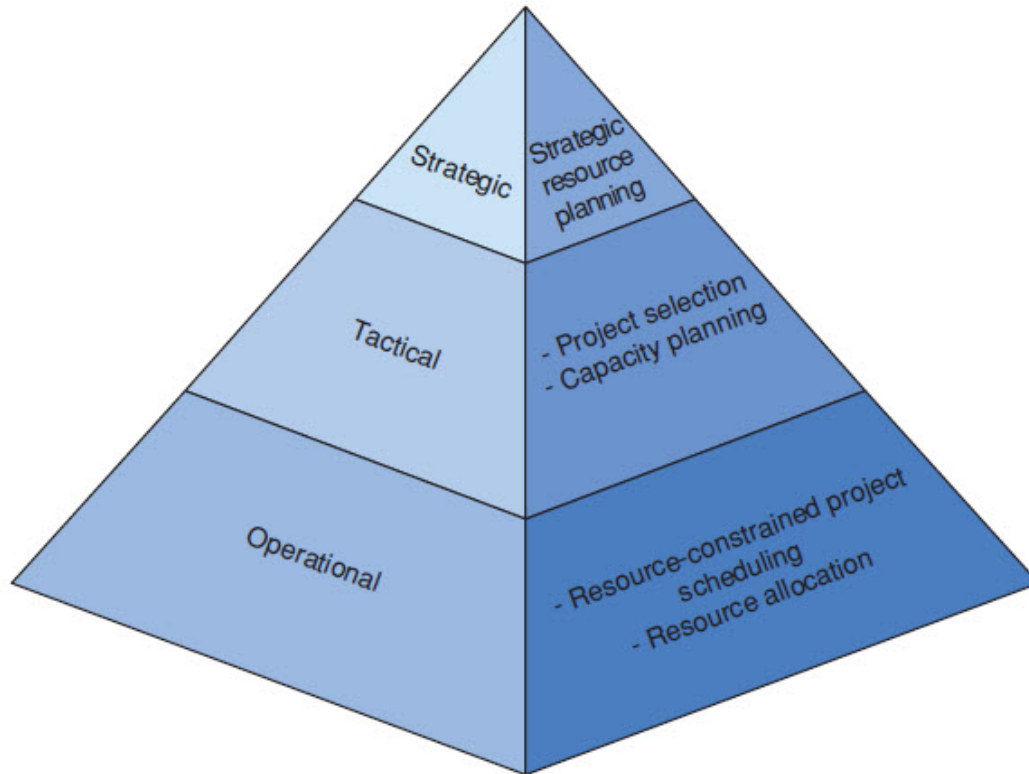 Strategic
Strategic
resource
planning
Tactical
- Project selection
- Capacity planning
Operational
- Resource-constrained project
scheduling
- Resource allocation